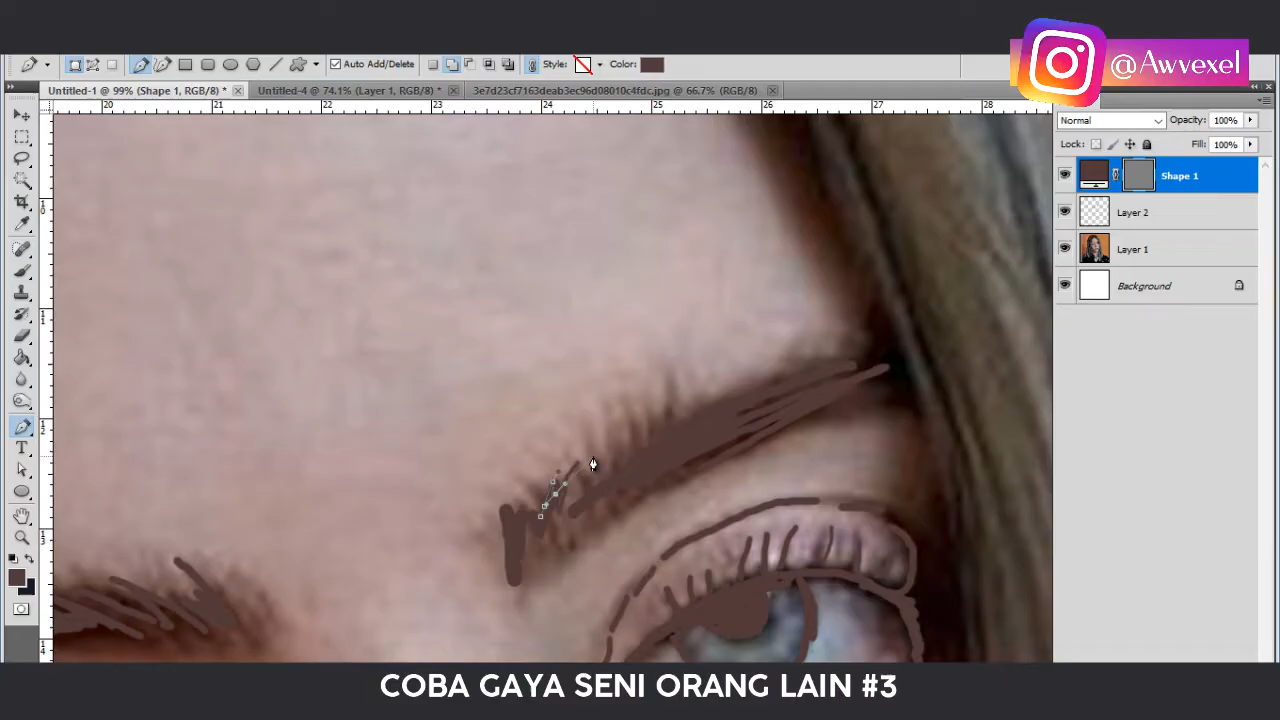 @Awvexel
Auto Add/Delete
Style:
Color:
Untitled-1 @ 99% (Shape 1, RGB/8) *
Untitled-4 @ 74.1% (Layer 1, RGB/8) *
3e7d23cf7163deab3ec96d08010c4fdc.jpg @ 66.7% (RGB/8)
20 21 22 23 24 25 26 27 28
Normal
Opacity: 100%
Lock:
Fill: 100%
Shape 1
Layer 2
Layer 1
Background
COBA GAYA SENI ORANG LAIN #3